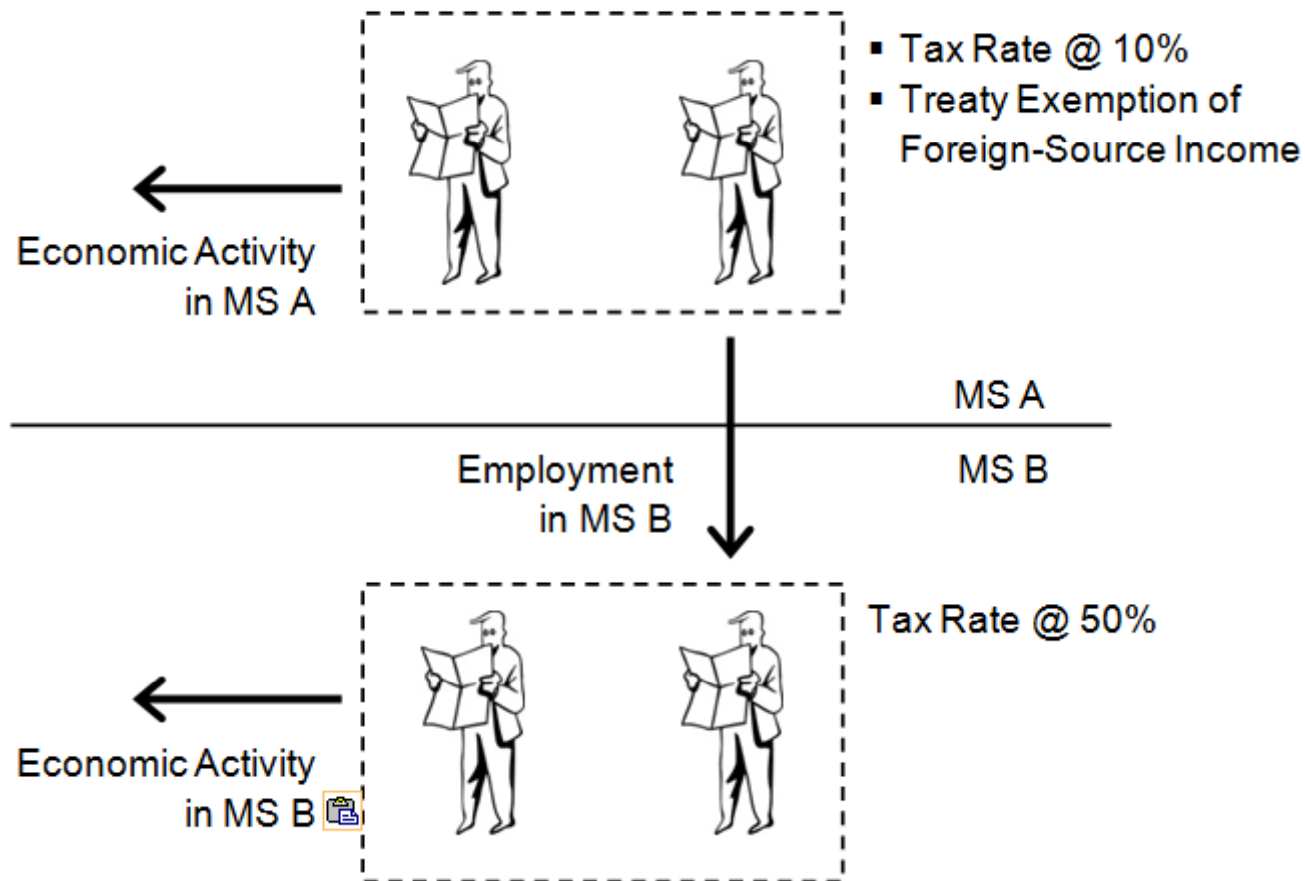 ▪ Tax Rate @ 10%
▪ Treaty Exemption of
Foreign-Source Income
Economic Activity
in MS A
MS A
Employment
in MS B
MS B
Tax Rate @ 50%
Economic Activity
in MS B